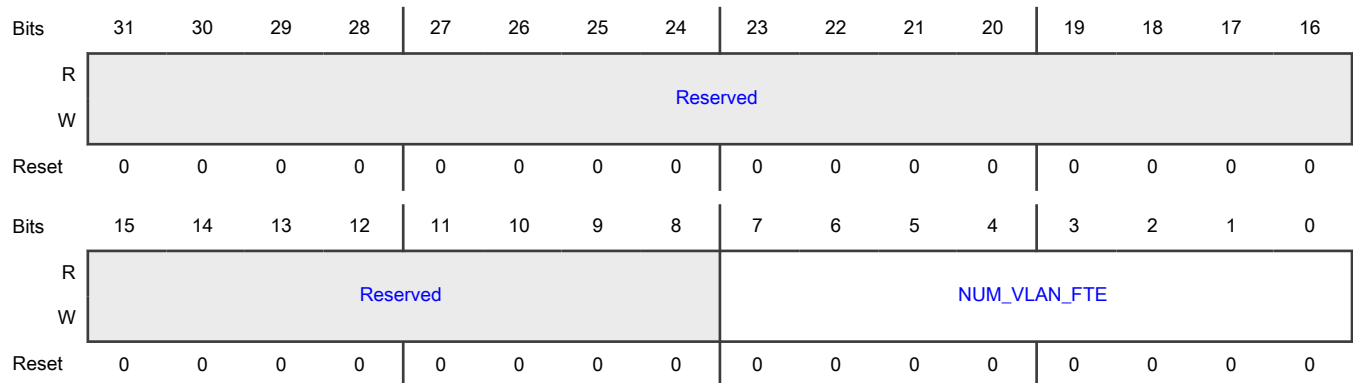 Bits 31 30 29 28 27 26 25 24 23 22 21 20 19 18 17 16
R
Reserved
W
Reset 0 0 0 0 0 0 0 0 0 0 0 0 0 0 0 0
Bits 15 14 13 12 11 10 9 8 7 6 5 4 3 2 1 0
R
Reserved NUM_VLAN_FTE
W
Reset 0 0 0 0 0 0 0 0 0 0 0 0 0 0 0 0